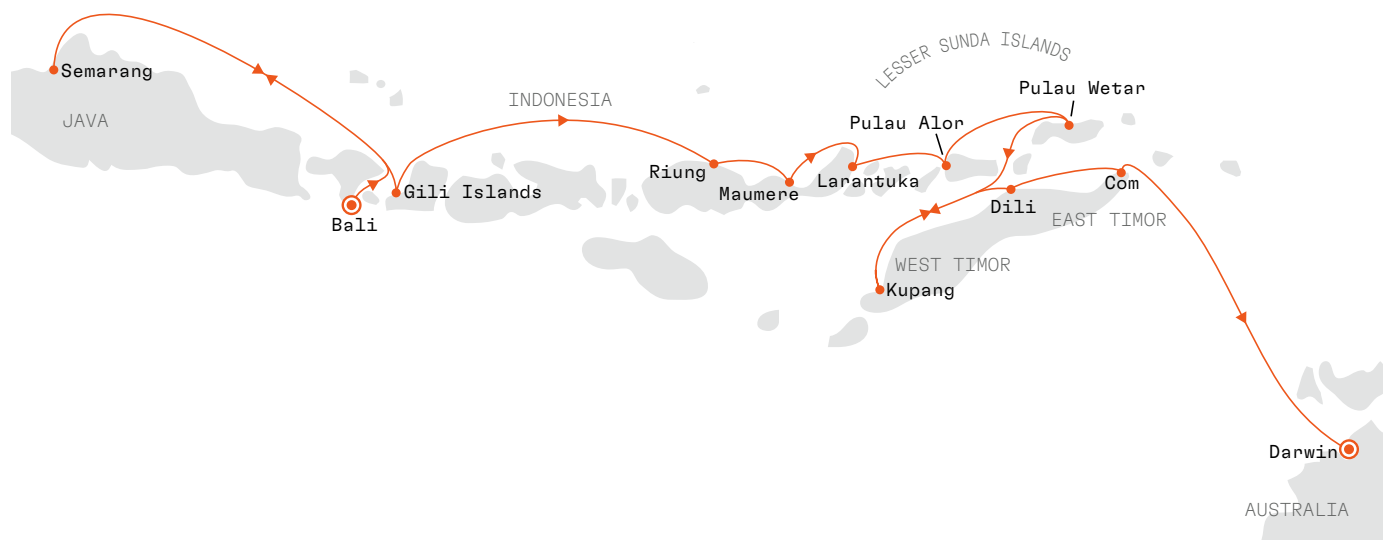 LESSER SUNDA ISLANDS
Semarang
Pulau Wetar
INDONESIA
JAVA
Pulau Alor
Riung
Larantuka
Com
Gili Islands
Maumere
Dili
Bali
EAST TIMOR
WEST TIMOR
Kupang
Darwin
AUSTRALIA